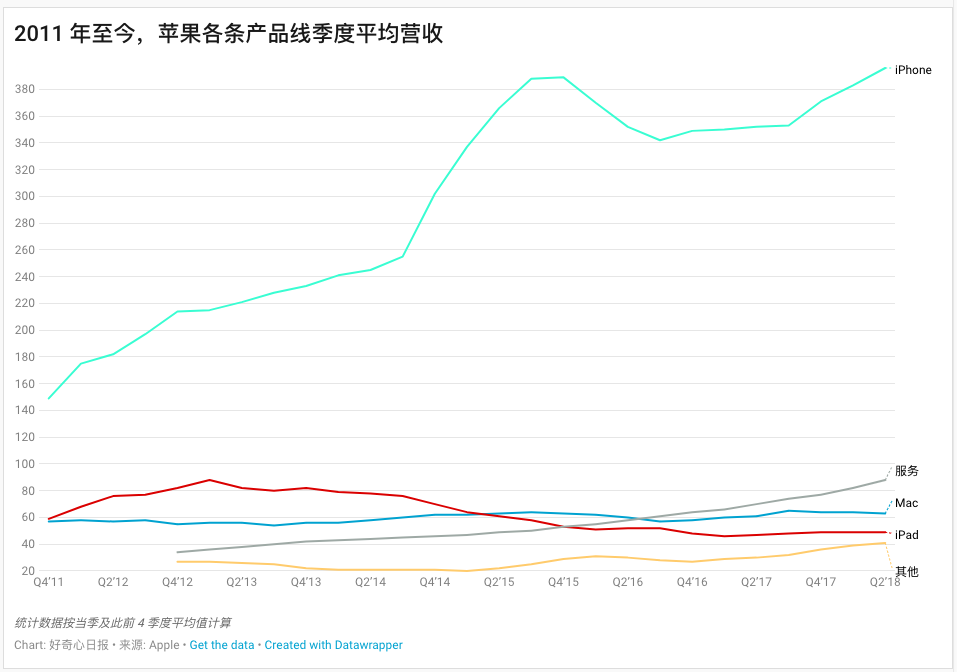 2011 年至今，苹果各条产品线季度平均营收
iPhone
380
360
340
320
300
280
260
240
220
200
180
160
140
120
100
80
60
40
20
服务
Mac
iPad
其他
Q4'11 Q2'12 Q4'12 Q2'13 Q4'13 Q2'14 Q4'14 Q2'15 Q4'15 Q2'16 Q4'16 Q2'17 Q4'17 Q2'18
统计数据按当季及此前 4 季度平均值计算
Chart: 好奇心日报 • 来源: Apple • Get the data • Created with Datawrapper